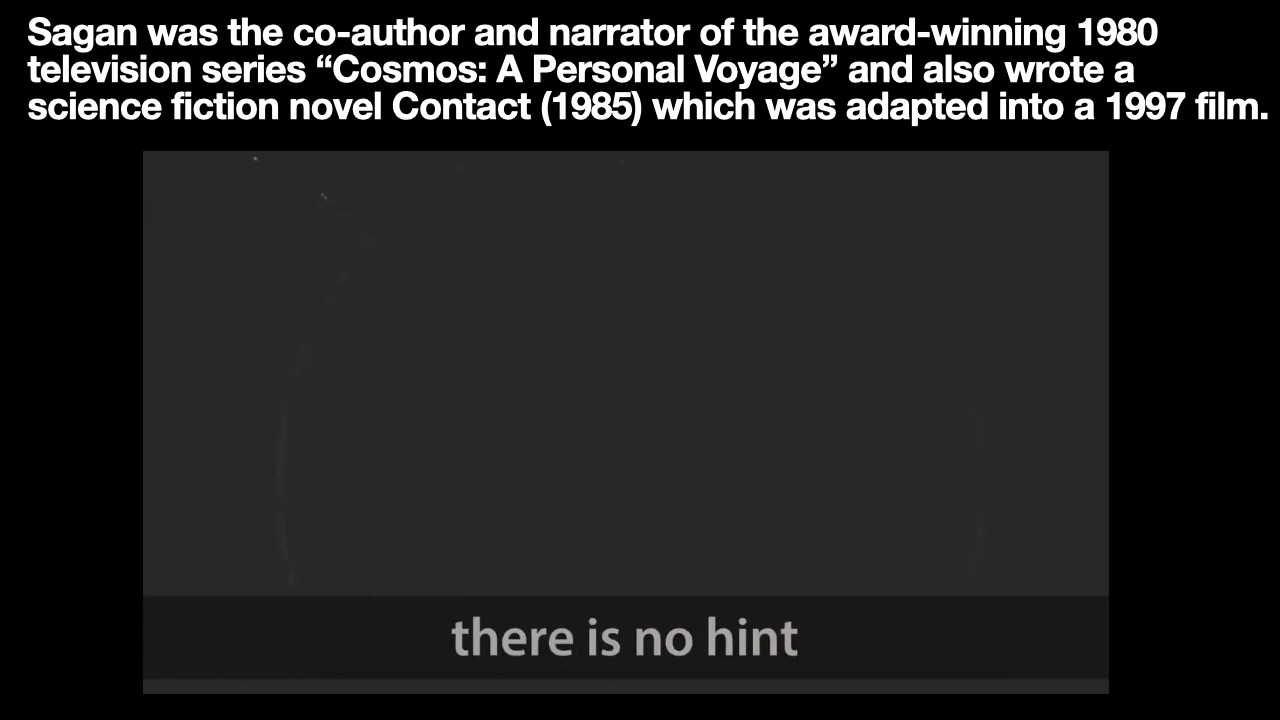 Sagan was the co-author and narrator of the award-winning 1980
television series “Cosmos: A Personal Voyage” and also wrote a
science fiction novel Contact (1985) which was adapted into a 1997 film.
there is no hint